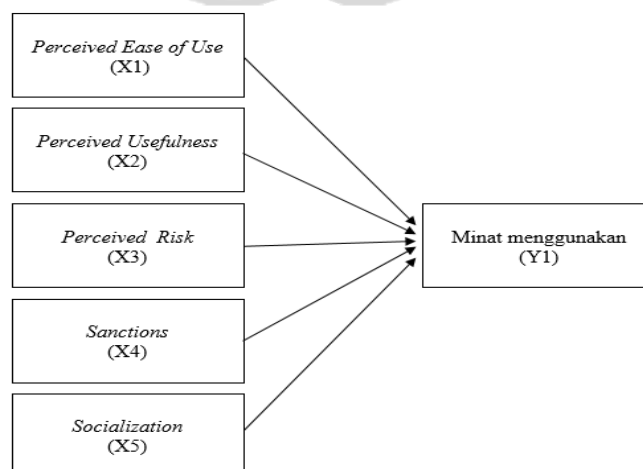 Perceived Ease of Use
(X1)
Perceived Usefulness
(X2)
Perceived Risk
(X3)
Sanctions
(X4)
Socialization
(X5)
Minat menggunakan
(Y1)